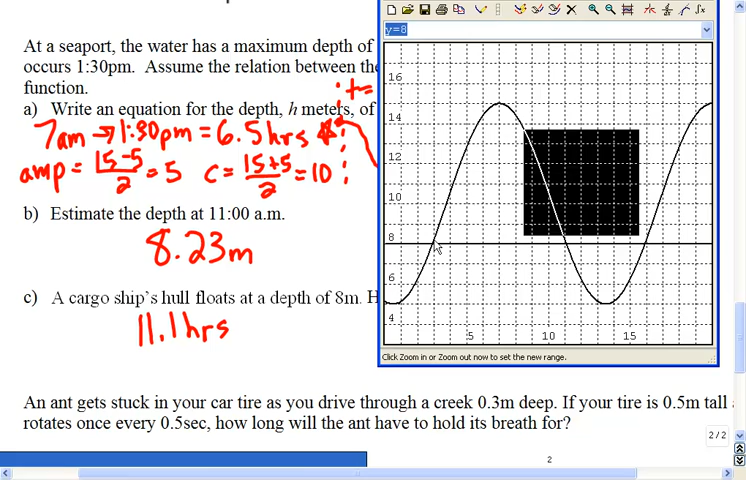 At a seaport, the water has a maximum depth of
occurs 1:30pm. Assume the relation between the
function.
a) Write an equation for the depth, h meters, of
t=
7am → 1:30pm = 6.5hrs
amp = 15-5/2 = 5 c = 15+5/2 = 10
b) Estimate the depth at 11:00 a.m.
8.23m
c) A cargo ship's hull floats at a depth of 8m. H
11.1hrs
y=8
16
14
12
10
8
6
4
5 10 15
Click Zoom in or Zoom out now to set the new range.
An ant gets stuck in your car tire as you drive through a creek 0.3m deep. If your tire is 0.5m tall
rotates once every 0.5sec, how long will the ant have to hold its breath for?
2/2
2